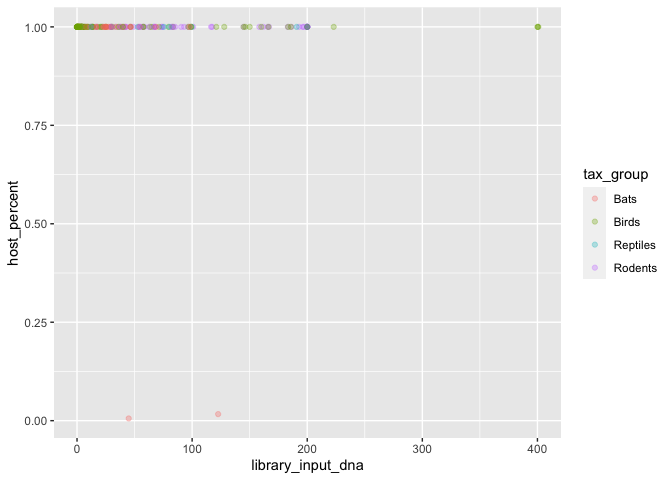 1.00
0.75
0.50
0.25
0.00
host_percent
0
100
200
300
400
library_input_dna
tax_group
Bats
Birds
Reptiles
Rodents